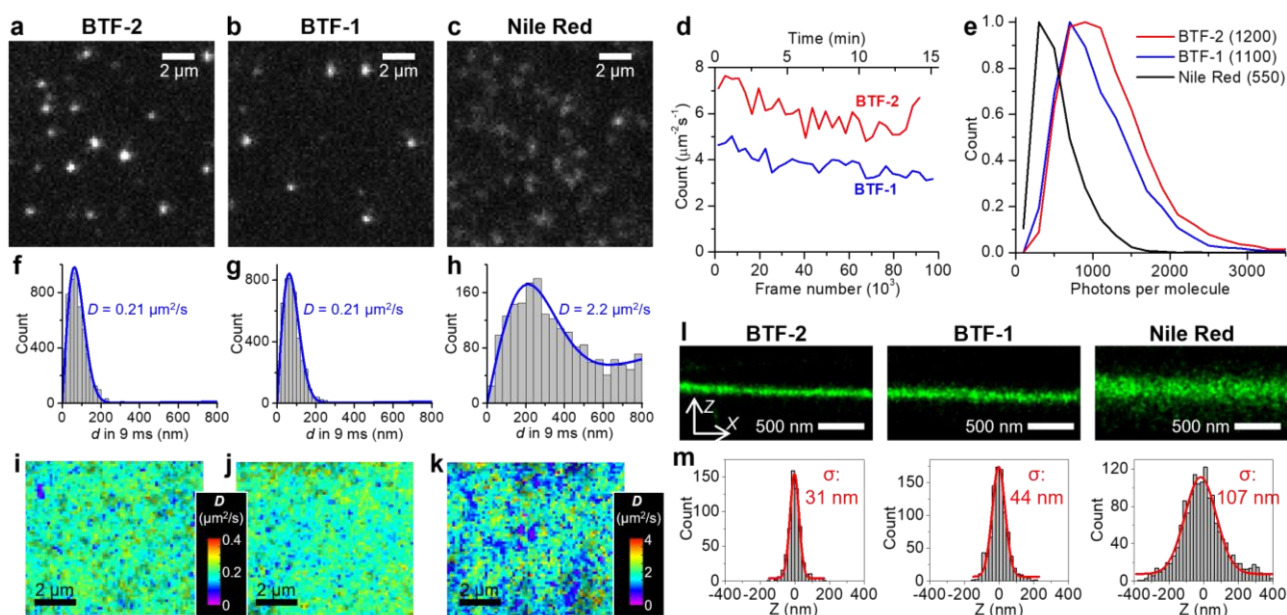 a BTF-2
2 μm
b BTF-1
2 μm
c Nile Red
2 μm
d
Time (min)
0 5 10 15
8
6
4
2
0
Count (μm⁻²s⁻¹)
BTF-2
BTF-1
0 20 40 60 80 100
Frame number (10³)
e
1.0
0.8
0.6
0.4
0.2
0.0
Count
BTF-2 (1200)
BTF-1 (1100)
Nile Red (550)
0 1000 2000 3000
Photons per molecule
f
800
400
0
Count
D = 0.21 μm²/s
0 200 400 600 800
d in 9 ms (nm)
g
800
400
0
Count
D = 0.21 μm²/s
0 200 400 600 800
d in 9 ms (nm)
h
160
80
0
Count
D = 2.2 μm²/s
0 200 400 600 800
d in 9 ms (nm)
i
2 μm
j
2 μm
D
(μm²/s)
0.4
0.2
0
k
2 μm
D
(μm²/s)
4
2
0
l
BTF-2
Z
X
500 nm
BTF-1
500 nm
Nile Red
500 nm
m
150
100
50
0
Count
σ:
31 nm
-400 -200 0 200 400
Z (nm)
150
100
50
0
Count
σ:
44 nm
-400 -200 0 200 400
Z (nm)
150
100
50
0
Count
σ:
107 nm
-400 -200 0 200 400
Z (nm)